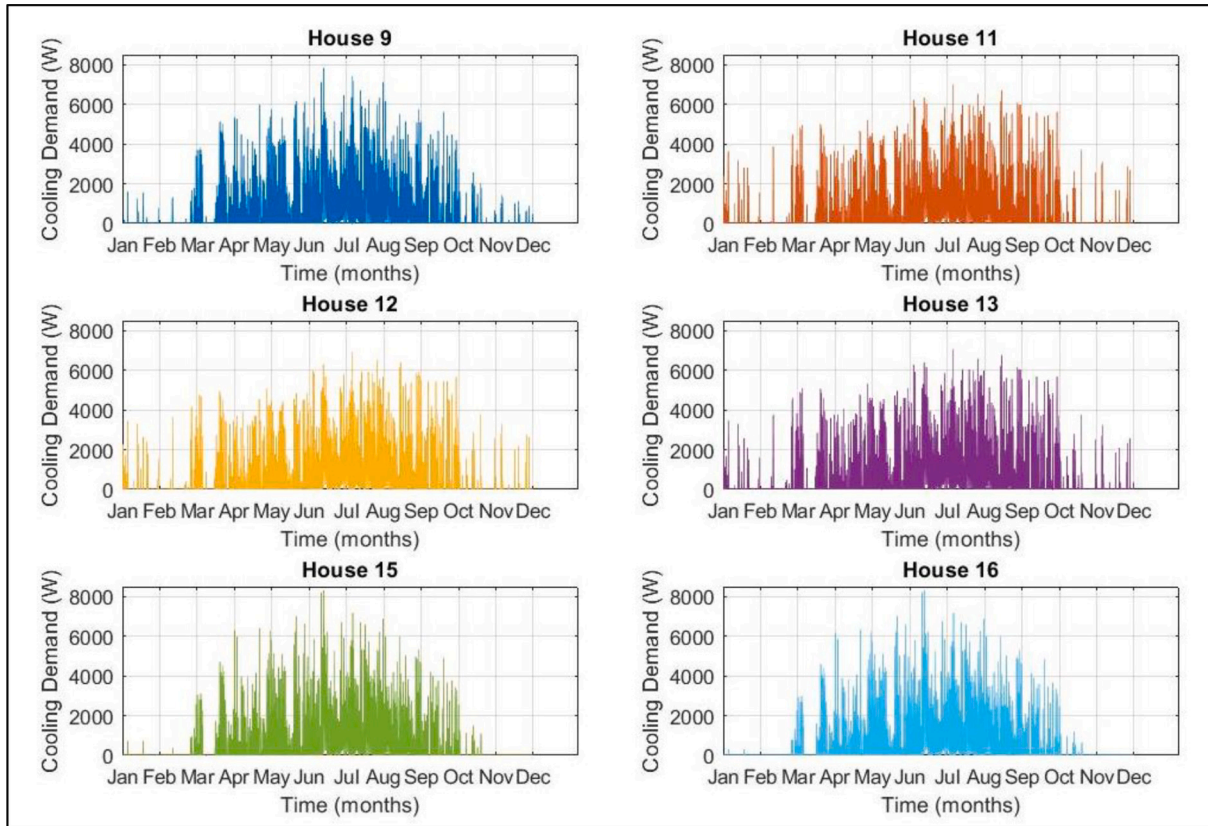 House 9
Cooling Demand (W)
8000
6000
4000
2000
0
Jan Feb Mar Apr May Jun Jul Aug Sep Oct Nov Dec
Time (months)
House 11
Cooling Demand (W)
8000
6000
4000
2000
0
Jan Feb Mar Apr May Jun Jul Aug Sep Oct Nov Dec
Time (months)
House 12
Cooling Demand (W)
8000
6000
4000
2000
0
Jan Feb Mar Apr May Jun Jul Aug Sep Oct Nov Dec
Time (months)
House 13
Cooling Demand (W)
8000
6000
4000
2000
0
Jan Feb Mar Apr May Jun Jul Aug Sep Oct Nov Dec
Time (months)
House 15
Cooling Demand (W)
8000
6000
4000
2000
0
Jan Feb Mar Apr May Jun Jul Aug Sep Oct Nov Dec
Time (months)
House 16
Cooling Demand (W)
8000
6000
4000
2000
0
Jan Feb Mar Apr May Jun Jul Aug Sep Oct Nov Dec
Time (months)